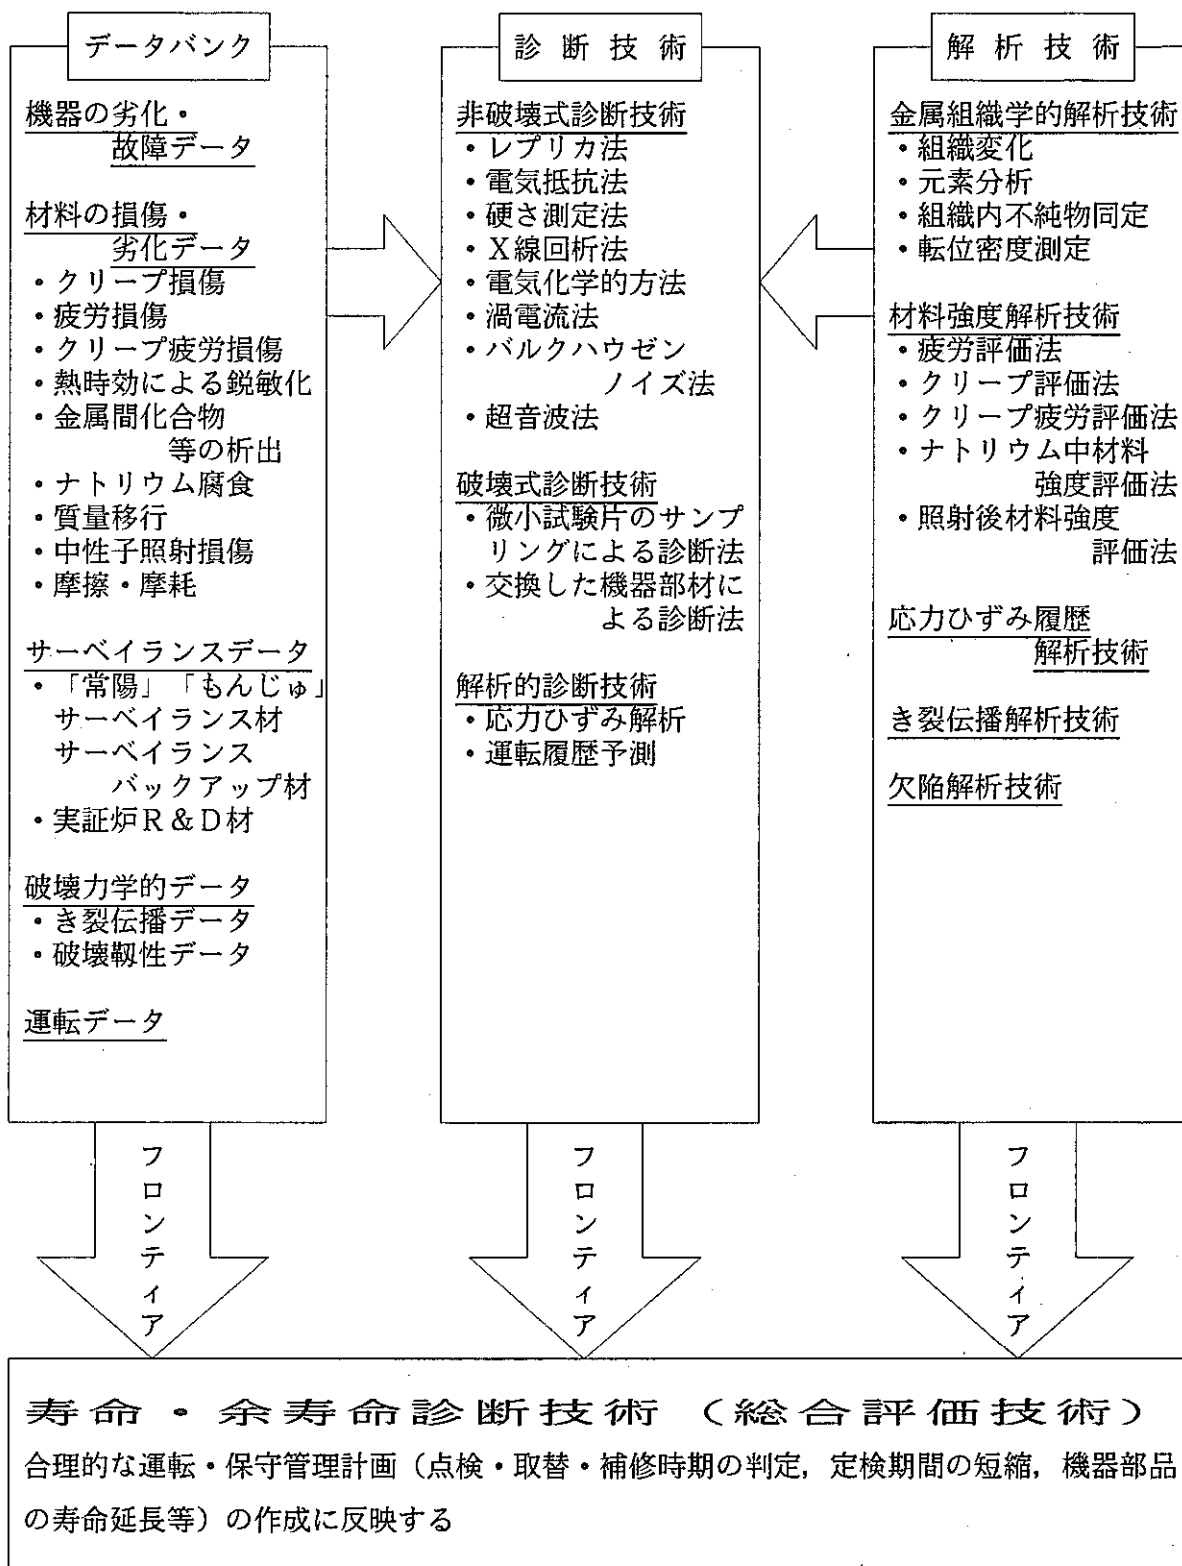 データバンク
機器の劣化・
故障データ
材料の損傷・
劣化データ
・クリープ損傷
・疲労損傷
・クリープ疲労損傷
・熱時効による鋭敏化
・金属間化合物
等の析出
・ナトリウム腐食
・質量移行
・中性子照射損傷
・摩擦・摩耗
サーベイランスデータ
・「常陽」「もんじゅ」
サーベイランス材
サーベイランス
バックアップ材
・実証炉R&D材
破壊力学的データ
・き裂伝播データ
・破壊靱性データ
運転データ
診断技術
非破壊式診断技術
・レプリカ法
・電気抵抗法
・硬さ測定法
・X線回析法
・電気化学的方法
・渦電流法
・バルクハウゼン
ノイズ法
・超音波法
破壊式診断技術
・微小試験片のサンプ
リングによる診断法
・交換した機器部材に
よる診断法
解析的診断技術
・応力ひずみ解析
・運転履歴予測
解析技術
金属組織学的解析技術
・組織変化
・元素分析
・組織内不純物同定
・転位密度測定
材料強度解析技術
・疲労評価法
・クリープ評価法
・クリープ疲労評価法
・ナトリウム中材料
強度評価法
・照射後材料強度
評価法
応力ひずみ履歴
解析技術
き裂伝播解析技術
欠陥解析技術
フロンティア
フロンティア
フロンティア
寿命・余寿命診断技術（総合評価技術）
合理的な運転・保守管理計画（点検・取替・補修時期の判定，定検期間の短縮，機器部品
の寿命延長等）の作成に反映する